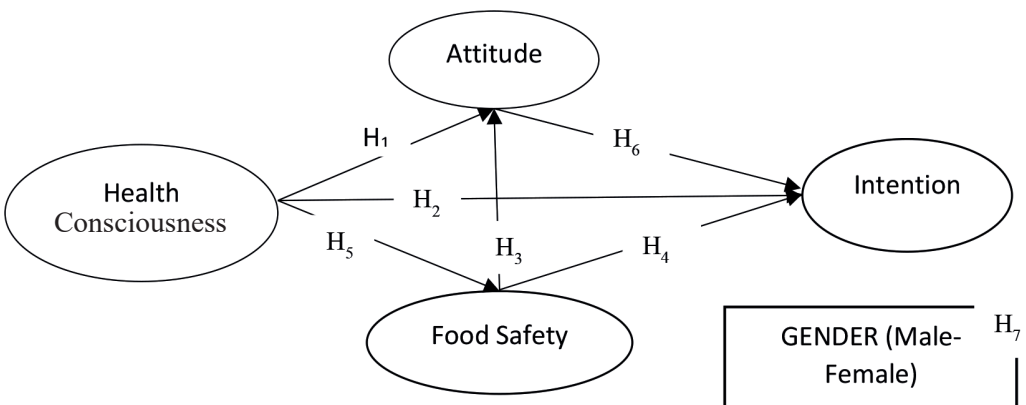 Attitude
H₁
H₆
Health
Consciousness
Intention
H₂
H₅
H₃
H₄
Food Safety
H₇
GENDER (Male-
Female)